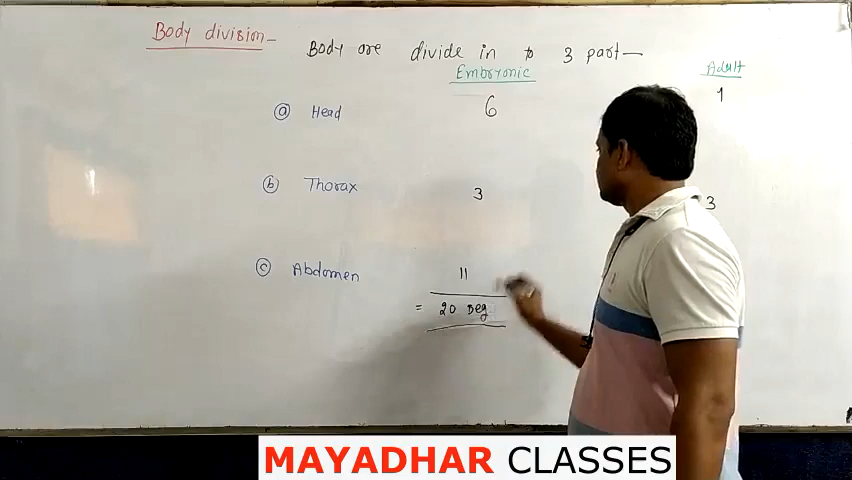 Body division-
Body are divide in to 3 part-
Embryonic Adult
(a) Head 6 1
(b) Thorax 3 3
(c) Abdomen 11
= 20 seg
MAYADHAR CLASSES